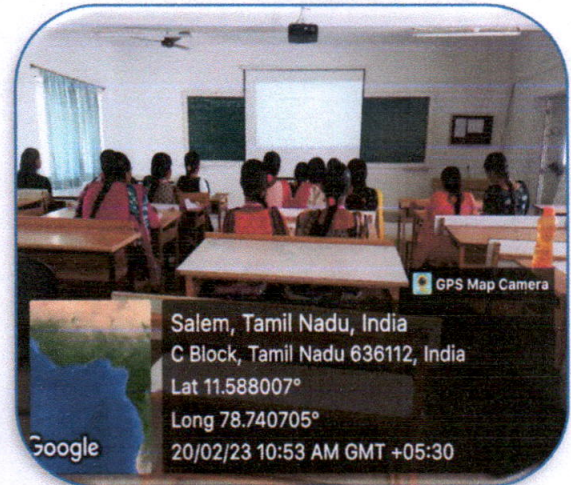 GPS Map Camera
Salem, Tamil Nadu, India
C Block, Tamil Nadu 636112, India
Lat 11.588007°
Long 78.740705°
20/02/23 10:53 AM GMT +05:30
Google